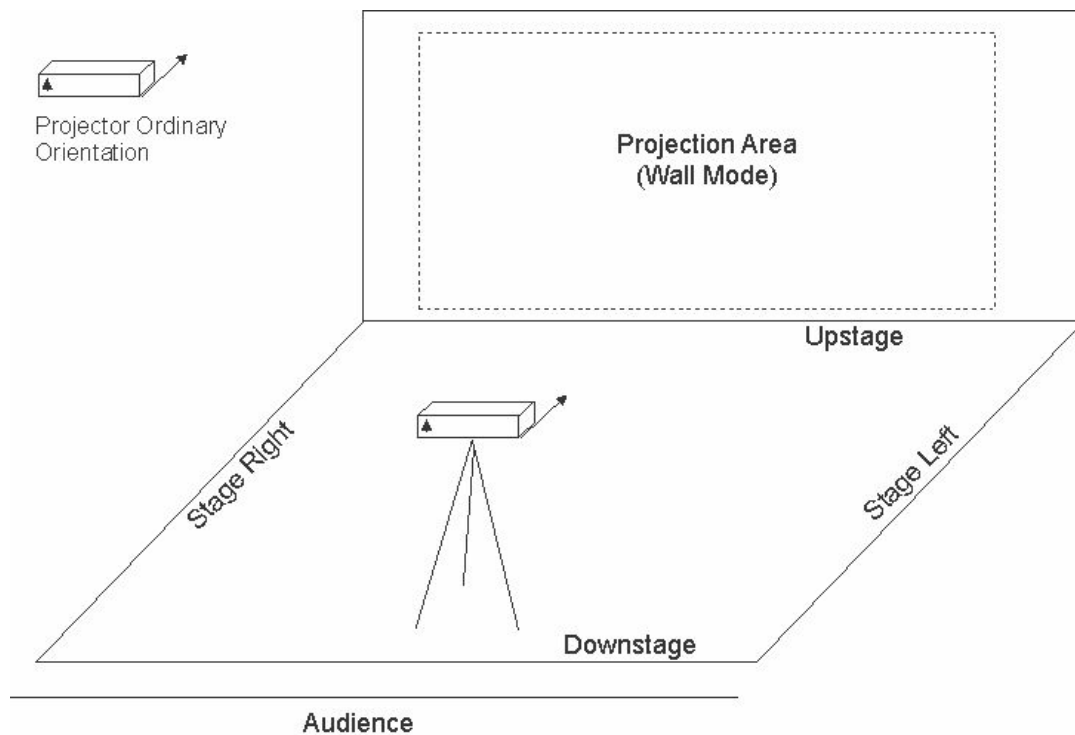 Projector Ordinary
Orientation
Projection Area
(Wall Mode)
Upstage
Stage Right
Stage Left
Downstage
Audience